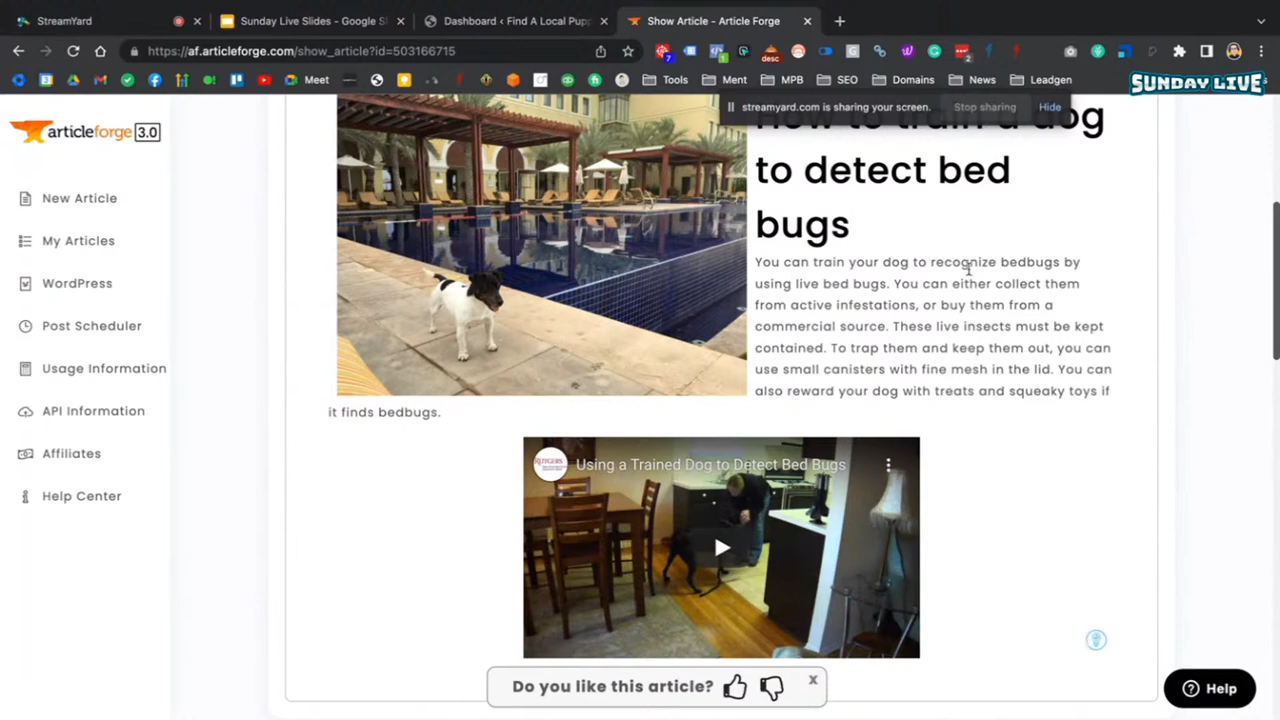 StreamYard
Sunday Live Slides - Google Sl
Dashboard ‹ Find A Local Pupp
Show Article - Article Forge
https://af.articleforge.com/show_article?id=503166715
Meet
Tools
Ment
MPB
SEO
Domains
News
Leadgen
SUNDAY LIVE
streamyard.com is sharing your screen.
Stop sharing
Hide
articleforge 3.0
New Article
My Articles
WordPress
Post Scheduler
Usage Information
API Information
Affiliates
Help Center
How to train a dog
to detect bed
bugs
You can train your dog to recognize bedbugs by
using live bed bugs. You can either collect them
from active infestations, or buy them from a
commercial source. These live insects must be kept
contained. To trap them and keep them out, you can
use small canisters with fine mesh in the lid. You can
also reward your dog with treats and squeaky toys if
it finds bedbugs.
RUTGERS
Using a Trained Dog to Detect Bed Bugs
Do you like this article?
x
Help